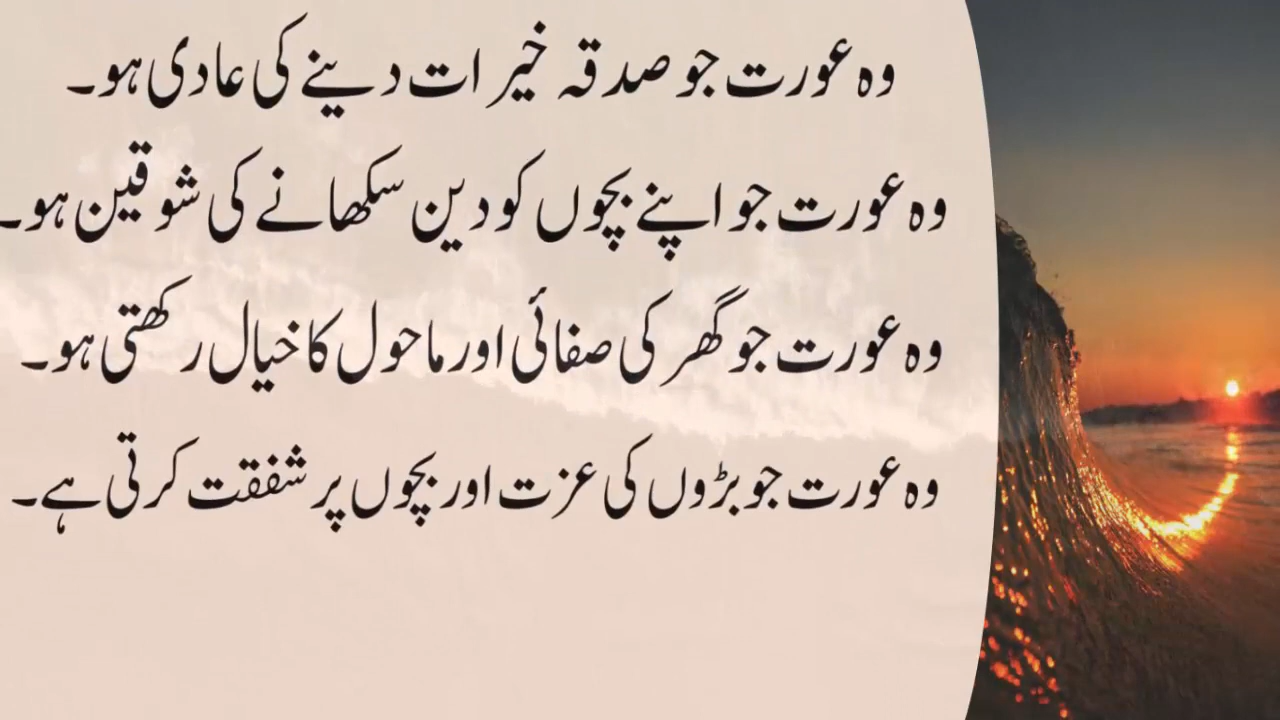 وہ عورت جو صدقہ خیرات دینے کی عادی ہو۔
وہ عورت جو اپنے بچوں کو دین سکھانے کی شوقین ہو۔
وہ عورت جو گھر کی صفائی اور ماحول کا خیال رکھتی ہو۔
وہ عورت جو بڑوں کی عزت اور بچوں پر شفقت کرتی ہے۔